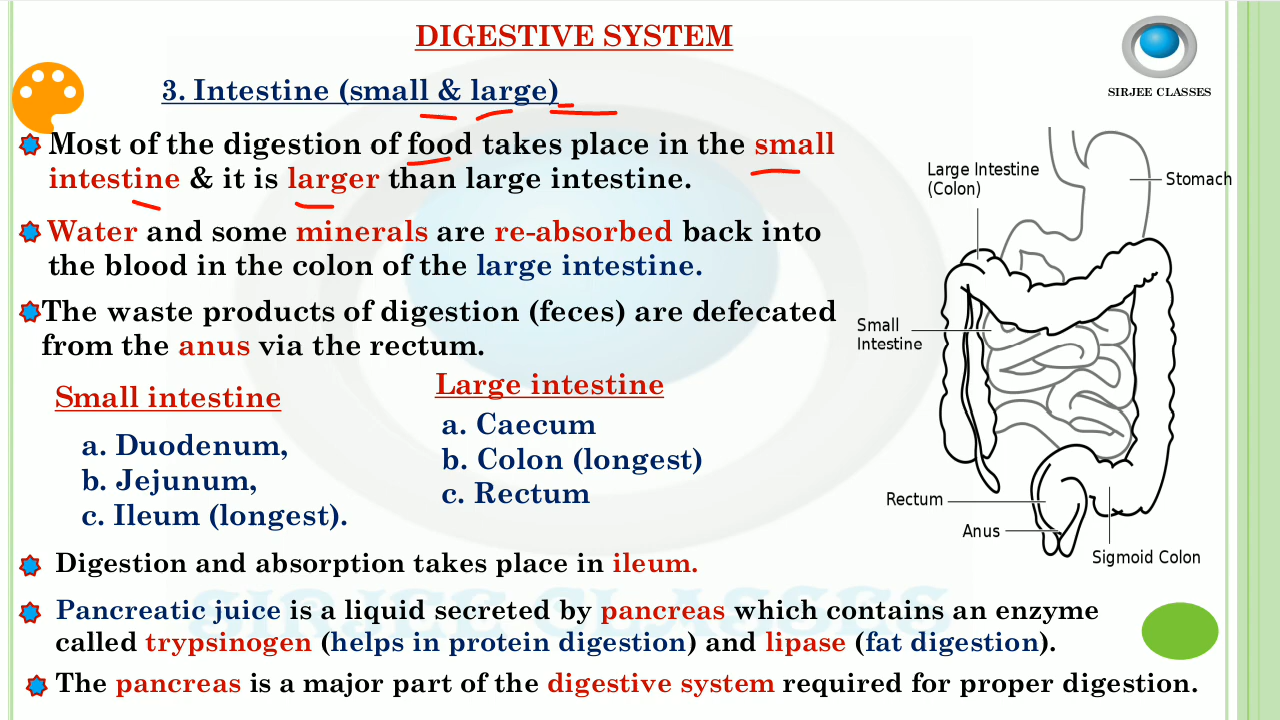 DIGESTIVE SYSTEM
SIRJEE CLASSES
3. Intestine (small & large)
Most of the digestion of food takes place in the small
intestine & it is larger than large intestine.
Water and some minerals are re-absorbed back into
the blood in the colon of the large intestine.
The waste products of digestion (feces) are defecated
from the anus via the rectum.
Small intestine
a. Duodenum,
b. Jejunum,
c. Ileum (longest).
Large intestine
a. Caecum
b. Colon (longest)
c. Rectum
Large Intestine
(Colon)
Stomach
Small
Intestine
Rectum
Anus
Sigmoid Colon
Digestion and absorption takes place in ileum.
Pancreatic juice is a liquid secreted by pancreas which contains an enzyme
called trypsinogen (helps in protein digestion) and lipase (fat digestion).
The pancreas is a major part of the digestive system required for proper digestion.
SIRJEE CLASSES